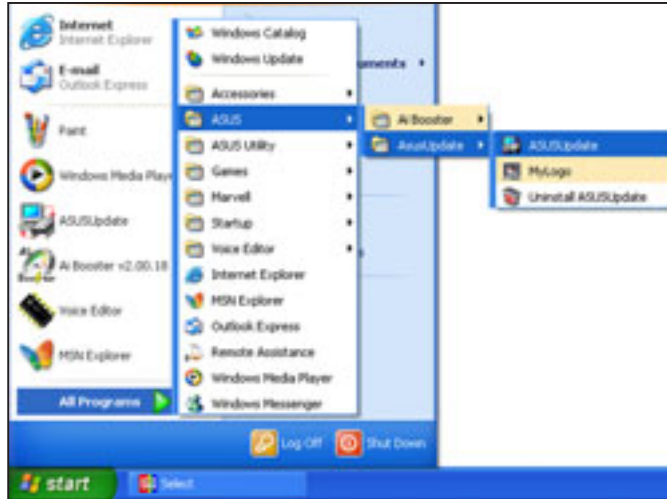 Internet
Internet Explorer
E-mail
Outlook Express
Paint
Windows Media Playe
ASUSUpdate
Ai Booster v2.00.18
Voice Editor
MSN Explorer
All Programs
Windows Catalog
Windows Update
Accessories
ASUS
ASUS Utility
Games
Marvell
Startup
Voice Editor
Internet Explorer
MSN Explorer
Outlook Express
Remote Assistance
Windows Media Player
Windows Messenger
uments
Ai Booster
AsusUpdate
ASUSUpdate
MyLogo
Uninstall ASUSUpdate
Log Off
Shut Down
start
Select